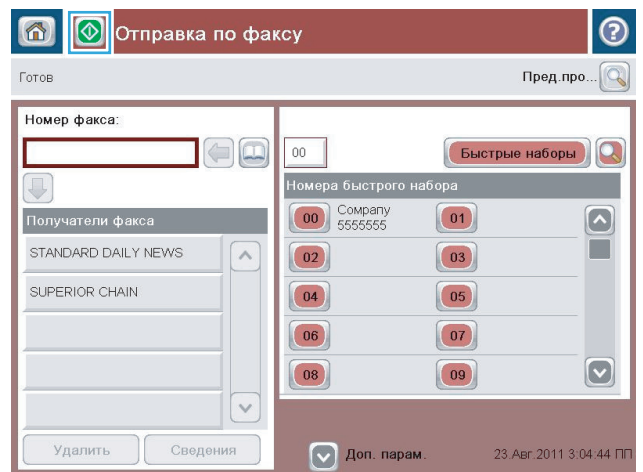 Отправка по факсу
?
Готов
Пред.про...
Номер факса:
00
Быстрые наборы
Номера быстрого набора
00 Company 5555555
01
02
03
04
05
06
07
08
09
Получатели факса
STANDARD DAILY NEWS
SUPERIOR CHAIN
Удалить
Сведения
Доп. парам.
23.Авг.2011 3:04:44 ПП